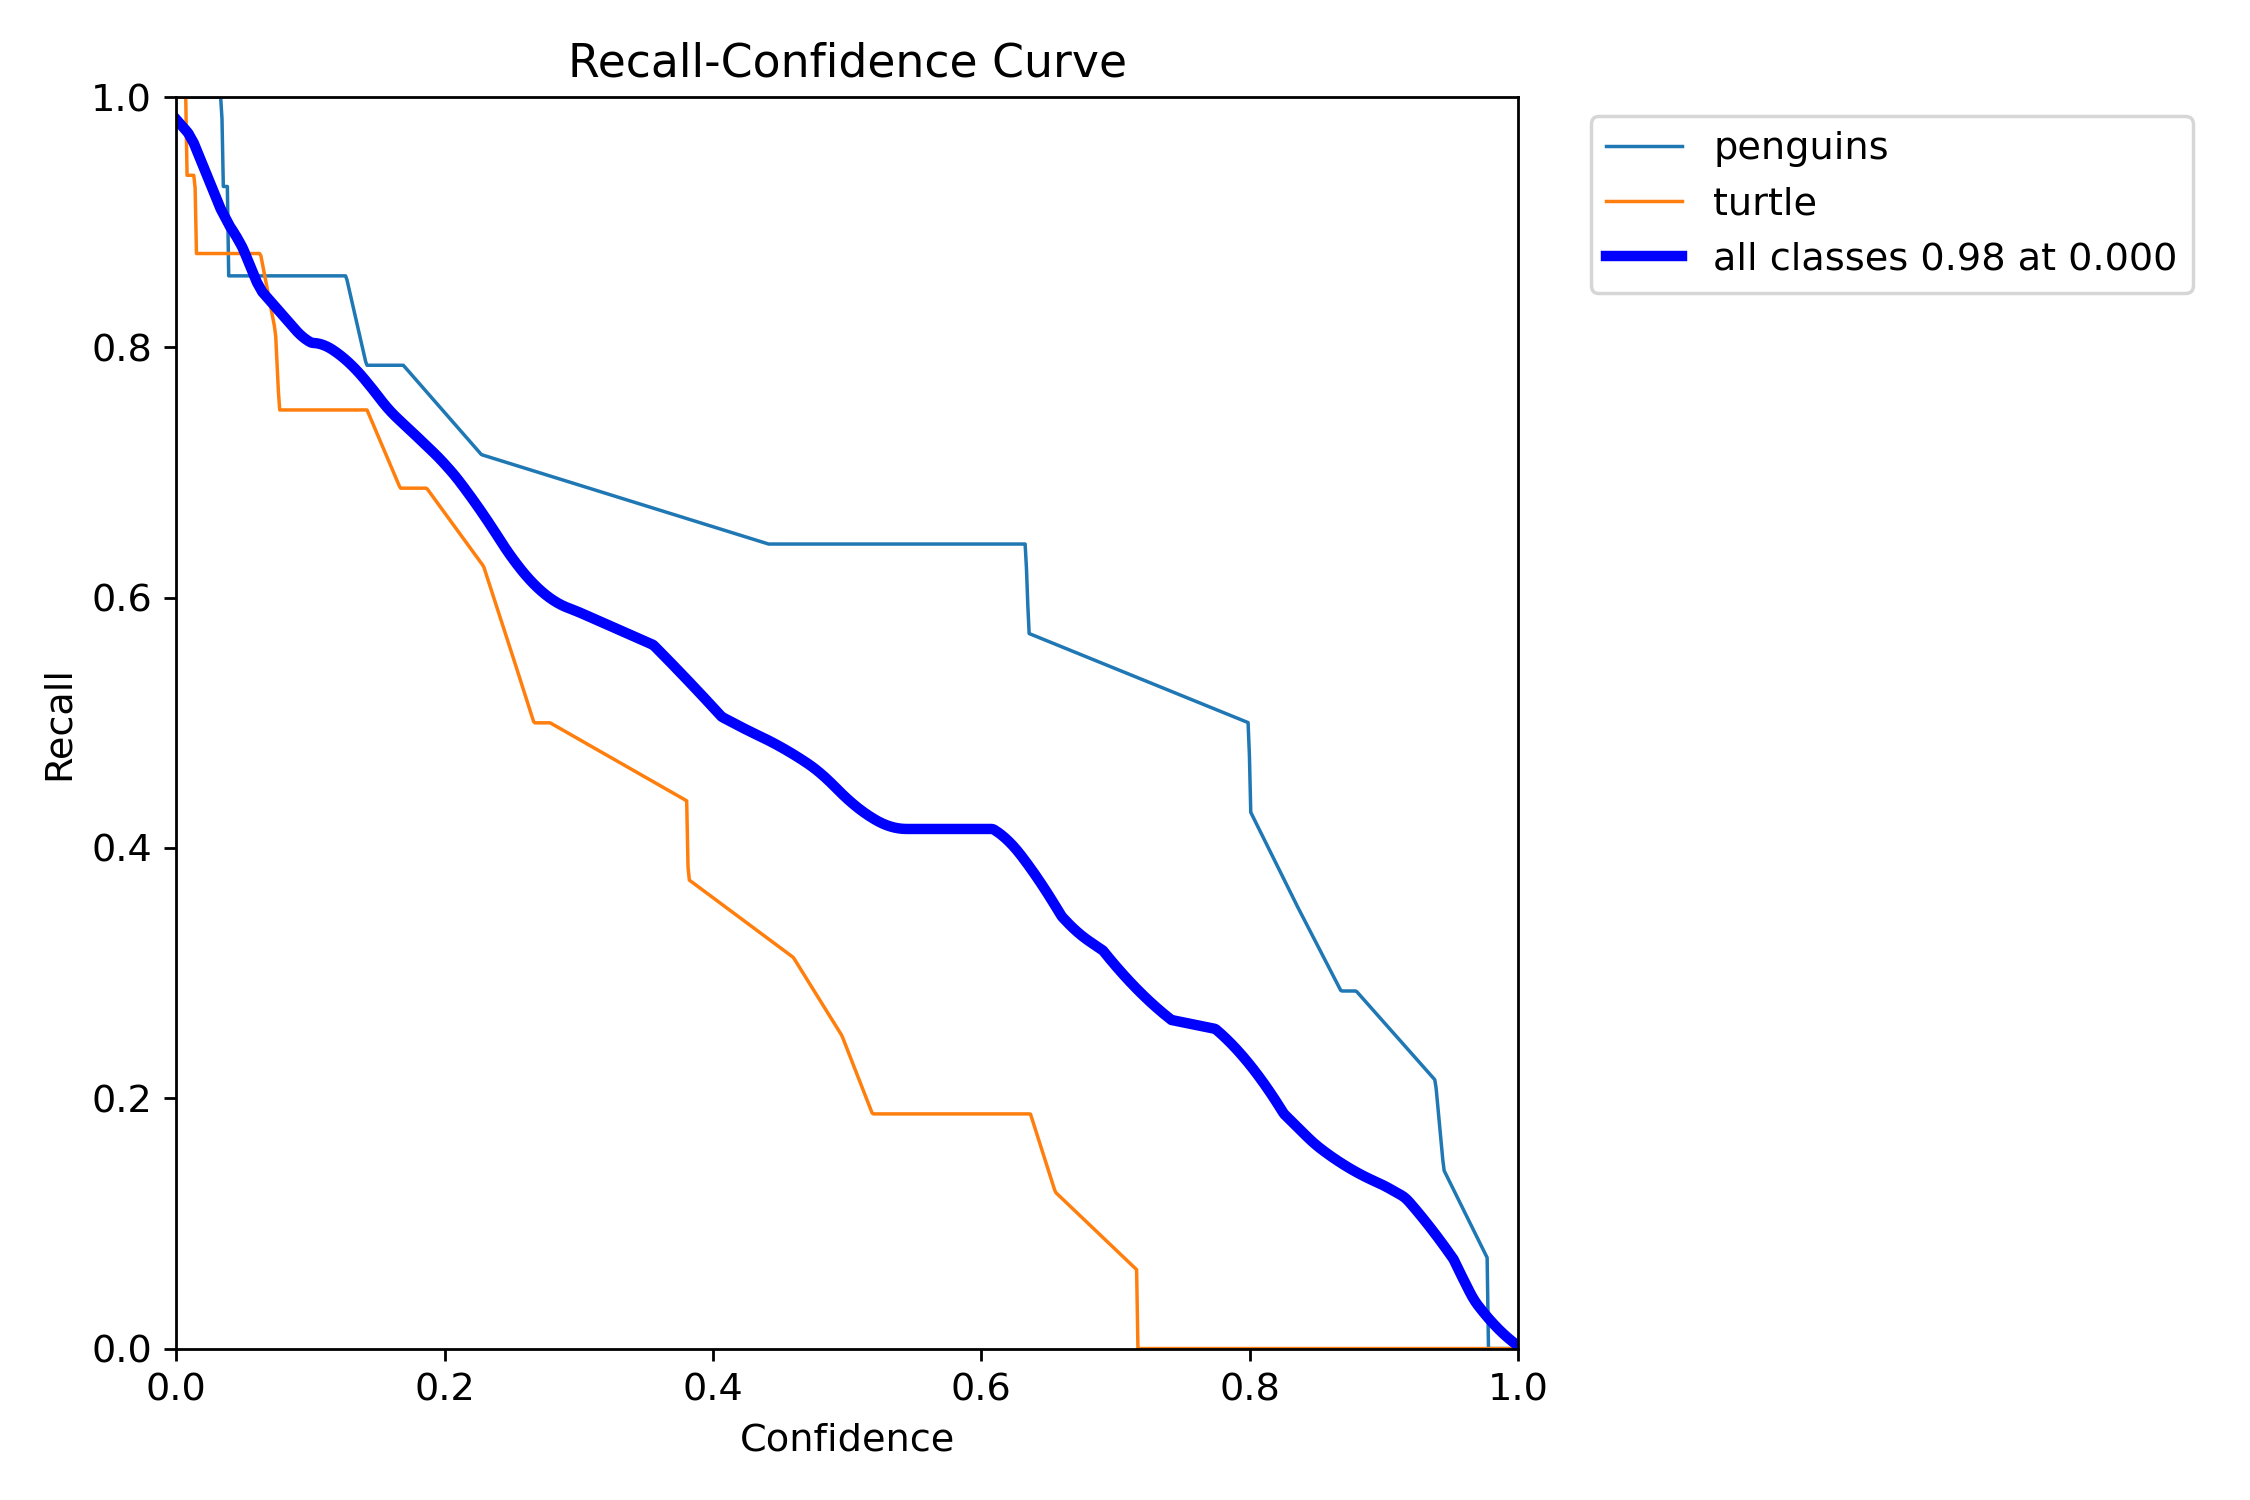 Recall-Confidence Curve
1.0
0.8
0.6
0.4
0.2
0.0
Recall
0.0 0.2 0.4 0.6 0.8 1.0
Confidence
penguins
turtle
all classes 0.98 at 0.000